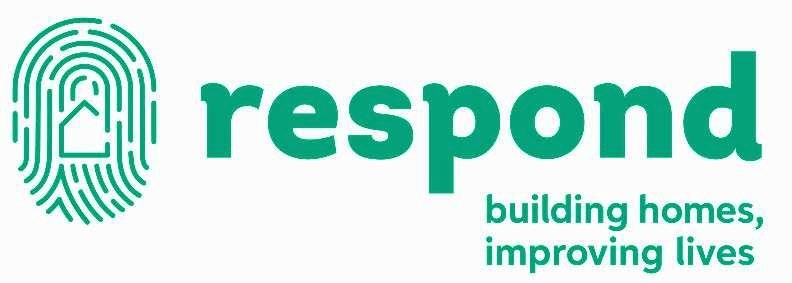 respond
building homes,
improving lives